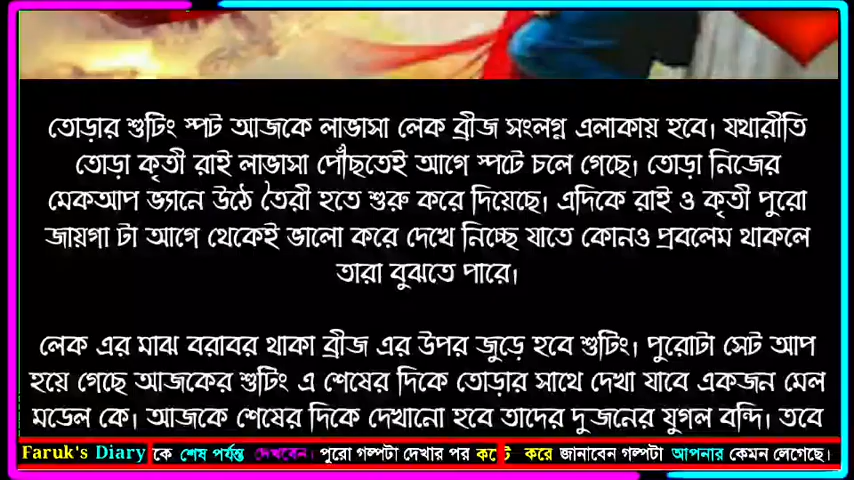 তোড়ার শুটিং স্পট আজকে লাভাসা লেক ব্রীজ সংলগ্ন এলাকায় হবে। যথারীতি
তোড়া কৃতী রাই লাভাসা পৌঁছতেই আগে স্পটে চলে গেছে। তোড়া নিজের
মেকআপ ভ্যানে উঠে তৈরী হতে শুরু করে দিয়েছে। এদিকে রাই ও কৃতী পুরো
জায়গা টা আগে থেকেই ভালো করে দেখে নিচ্ছে যাতে কোনও প্রবলেম থাকলে
তারা বুঝতে পারে।
লেক এর মাঝ বরাবর থাকা ব্রীজ এর উপর জুড়ে হবে শুটিং। পুরোটা সেট আপ
হয়ে গেছে আজকের শুটিং এ শেষের দিকে তোড়ার সাথে দেখা যাবে একজন মেল
মডেল কে। আজকে শেষের দিকে দেখানো হবে তাদের দুজনের যুগল বন্দি। তবে
Faruk's Diary কে শেষ পর্যন্ত দেখবেন। পুরো গল্পটা দেখার পর করে জানাবেন গল্পটা আপনার কেমন লেগেছে।